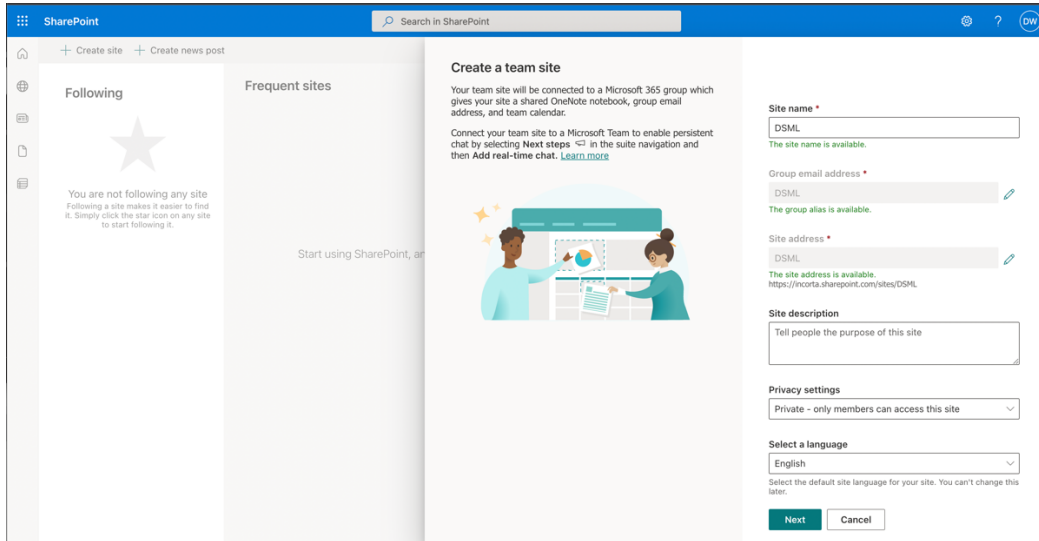 SharePoint
Search in SharePoint
?
DW
Create site
Create news post
Following
You are not following any site
Following a site makes it easier to find
it. Simply click the star icon on any site
to start following it.
Frequent sites
Start using SharePoint, an
Create a team site
Your team site will be connected to a Microsoft 365 group which
gives your site a shared OneNote notebook, group email
address, and team calendar.
Connect your team site to a Microsoft Team to enable persistent
chat by selecting Next steps in the suite navigation and
then Add real-time chat. Learn more
Site name *
DSML
The site name is available.
Group email address *
DSML
The group alias is available.
Site address *
DSML
The site address is available.
https://incorta.sharepoint.com/sites/DSML
Site description
Tell people the purpose of this site
Privacy settings
Private - only members can access this site
Select a language
English
Select the default site language for your site. You can't change this
later.
Next
Cancel